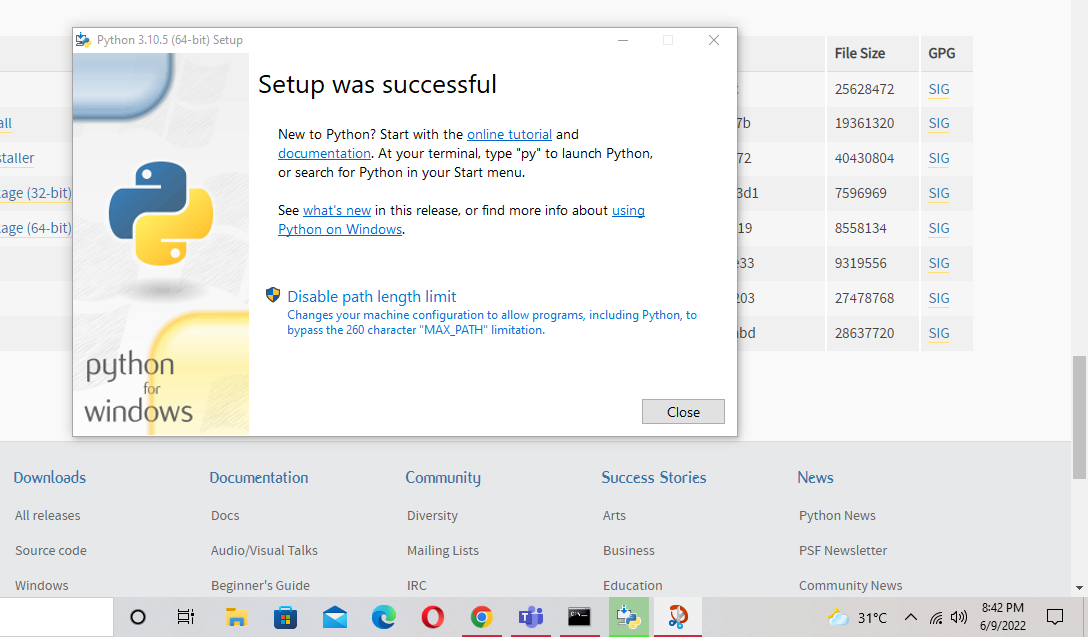 Python 3.10.5 (64-bit) Setup
Setup was successful
New to Python? Start with the online tutorial and
documentation. At your terminal, type "py" to launch Python,
or search for Python in your Start menu.
See what's new in this release, or find more info about using
Python on Windows.
Disable path length limit
Changes your machine configuration to allow programs, including Python, to
bypass the 260 character "MAX_PATH" limitation.
python
for
windows
Close
File Size GPG
25628472 SIG
all 7b 19361320 SIG
staller 72 40430804 SIG
kage (32-bit) 3d1 7596969 SIG
kage (64-bit) 19 8558134 SIG
e33 9319556 SIG
203 27478768 SIG
abd 28637720 SIG
Downloads Documentation Community Success Stories News
All releases Docs Diversity Arts Python News
Source code Audio/Visual Talks Mailing Lists Business PSF Newsletter
Windows Beginner's Guide IRC Education Community News
31°C
8:42 PM
6/9/2022